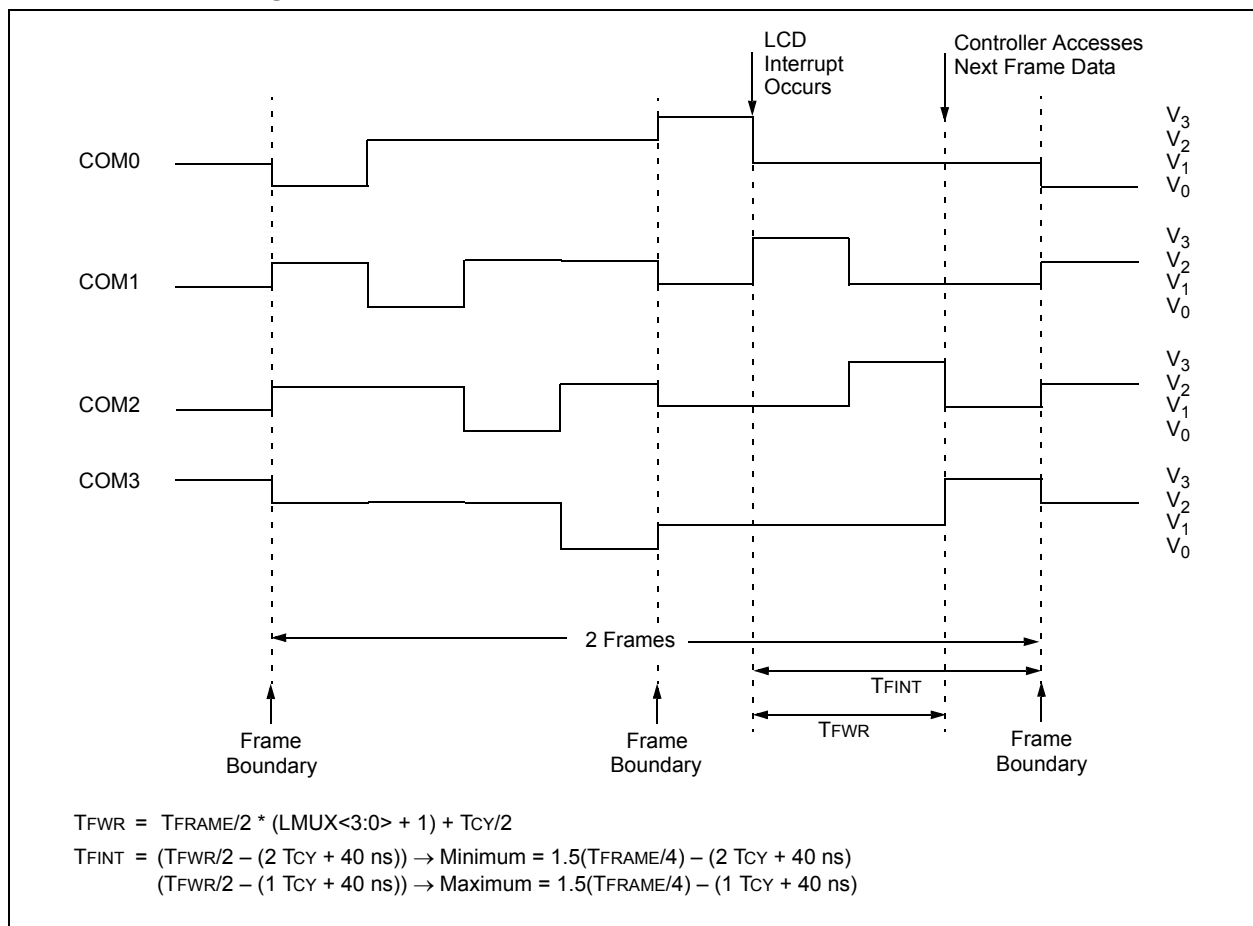 LCD
Interrupt
Occurs
Controller Accesses
Next Frame Data
COM0
V3
V2
V1
V0
COM1
V3
V2
V1
V0
COM2
V3
V2
V1
V0
COM3
V3
V2
V1
V0
2 Frames
TFINT
TFWR
Frame
Boundary
Frame
Boundary
Frame
Boundary
TFWR = TFRAME/2 * (LMUX<3:0> + 1) + TCY/2
TFINT = (TFWR/2 – (2 TCY + 40 ns)) → Minimum = 1.5(TFRAME/4) – (2 TCY + 40 ns)
(TFWR/2 – (1 TCY + 40 ns)) → Maximum = 1.5(TFRAME/4) – (1 TCY + 40 ns)